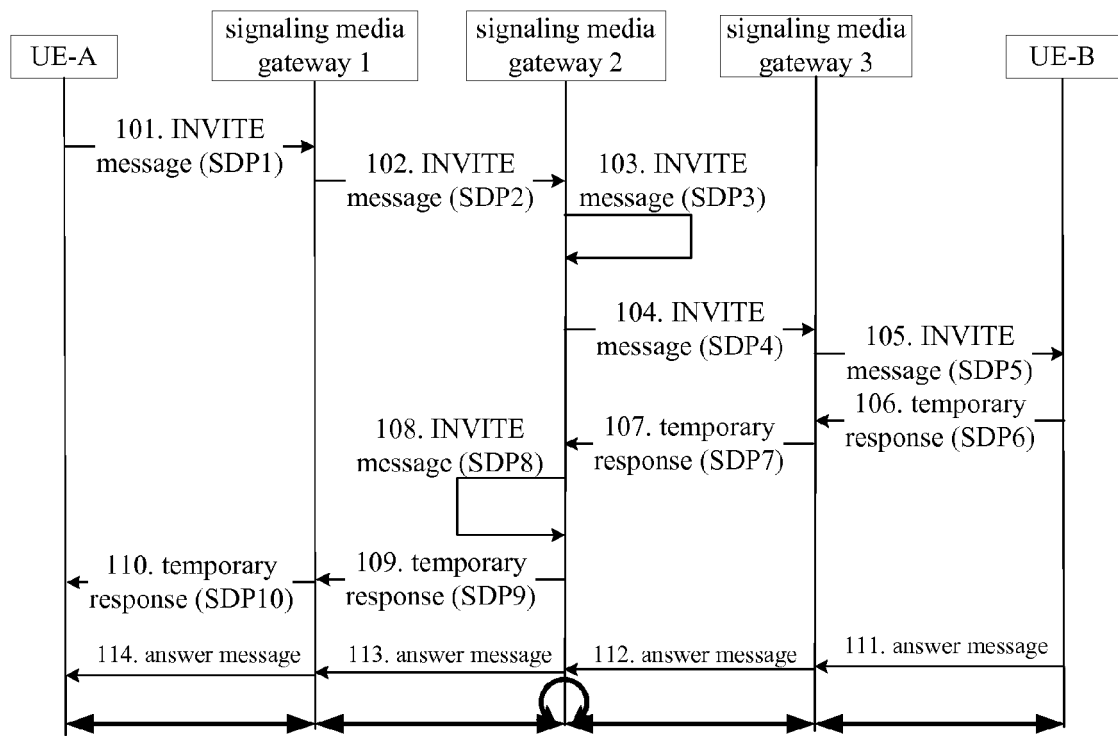 UE-A
signaling media
gateway 1
signaling media
gateway 2
signaling media
gateway 3
UE-B
101. INVITE
message (SDP1)
102. INVITE
message (SDP2)
103. INVITE
message (SDP3)
104. INVITE
message (SDP4)
105. INVITE
message (SDP5)
106. temporary
response (SDP6)
107. temporary
response (SDP7)
108. INVITE
message (SDP8)
109. temporary
response (SDP9)
110. temporary
response (SDP10)
111. answer message
112. answer message
113. answer message
114. answer message